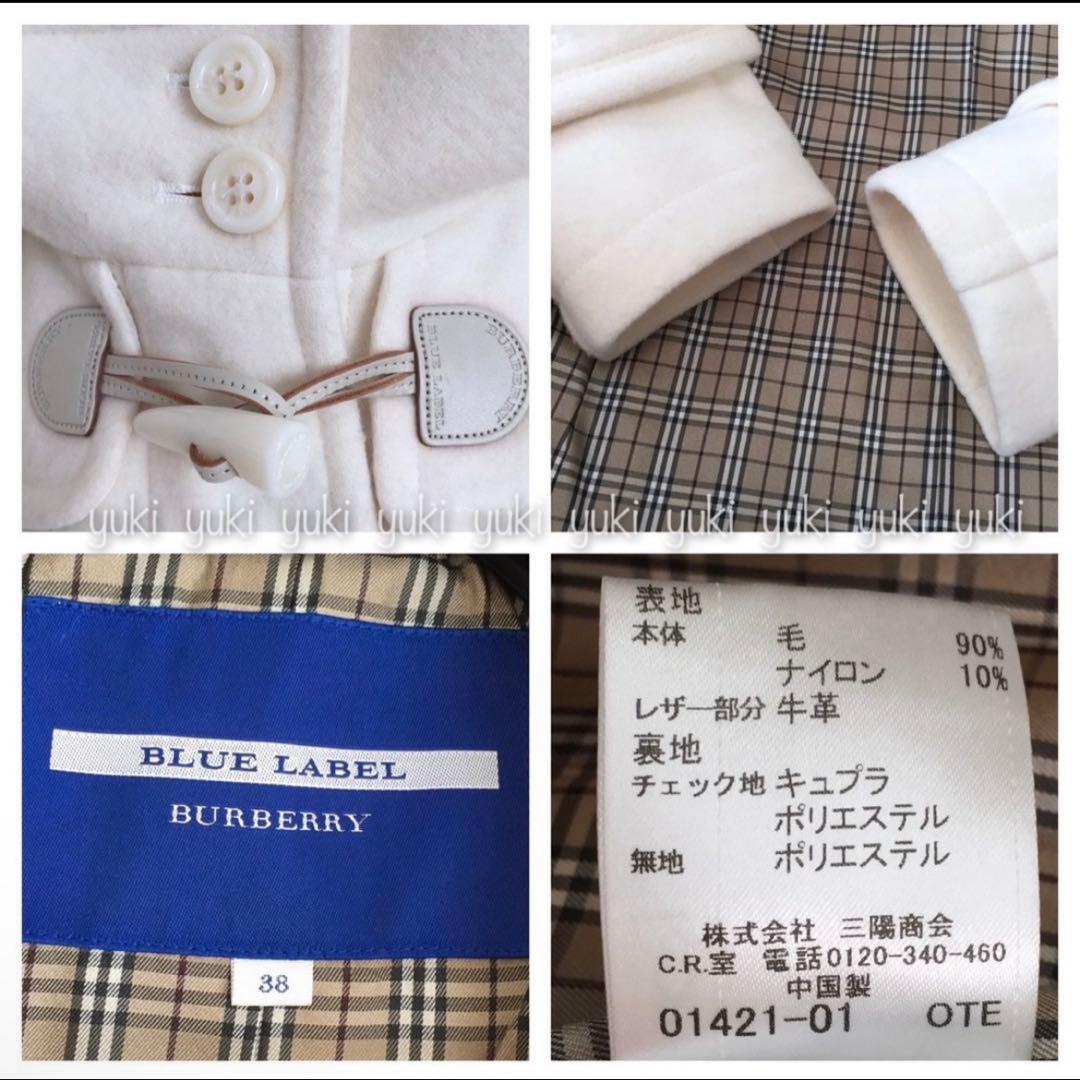 BURBERRY
BLUE LABEL
yuki yuki yuki yuki yuki yuki yuki yuki yuki yuki
BLUE LABEL
BURBERRY
38
表地
本体 毛 90%
ナイロン 10%
レザー部分 牛革
裏地
チェック地 キュプラ
ポリエステル
無地 ポリエステル
株式会社 三陽商会
C.R.室 電話0120-340-460
中国製
01421-01 OTE